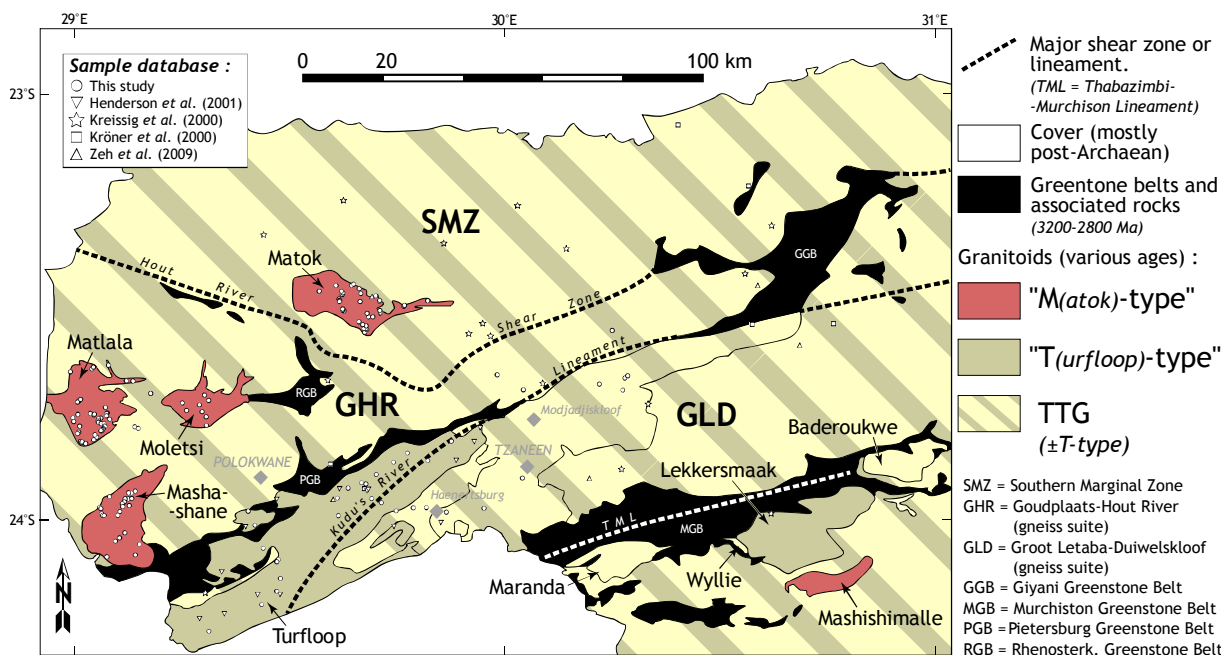 29°E
30°E
31°E
23°S
24°S
Sample database :
This study
Henderson et al. (2001)
Kreissig et al. (2000)
Kröner et al. (2000)
Zeh et al. (2009)
0 20 60 100 km
SMZ
Matok
Hout River Shear Zone
GGB
Matlala
Moletsi
RGB
GHR
Lineament
Modjadjiskloof
GLD
POLOKWANE
TZANEEN
Baderoukwe
Lekkersmaak
PGB
Kudu's River
Haenertsburg
Masha-
-shane
TML
MGB
Maranda
Wyllie
Mashishimalle
Turfloop
N
Major shear zone or
lineament.
(TML = Thabazimbi-
-Murchison Lineament)
Cover (mostly
post-Archaean)
Greentone belts and
associated rocks
(3200-2800 Ma)
Granitoids (various ages) :
"M(atok)-type"
"T(urfloop)-type"
TTG
(±T-type)
SMZ = Southern Marginal Zone
GHR = Goudplaats-Hout River
(gneiss suite)
GLD = Groot Letaba-Duiwelskloof
(gneiss suite)
GGB = Giyani Greenstone Belt
MGB = Murchiston Greenstone Belt
PGB = Pietersburg Greenstone Belt
RGB = Rhenosterk. Greenstone Belt